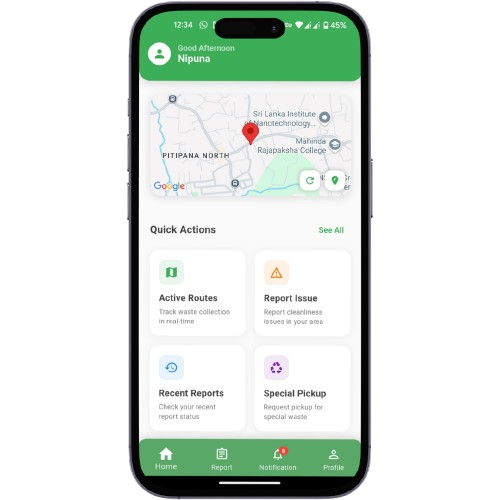 12:34
45%
Good Afternoon
Nipuna
Sri Lanka Institute
of Nanotechnology...
Mahinda
Rajapaksha College
PITIPANA NORTH
Google
Quick Actions
See All
Active Routes
Track waste collection
in real-time
Report Issue
Report cleanliness
issues in your area
Recent Reports
Check your recent
report status
Special Pickup
Request pickup for
special waste
Home
Report
Notification
Profile